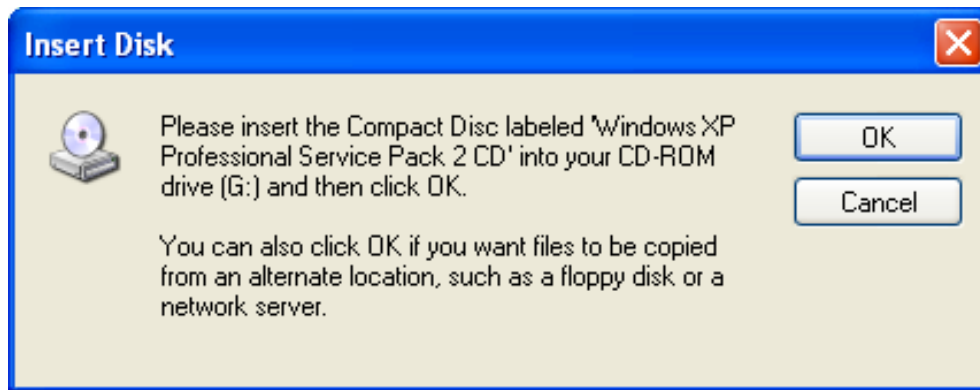 Insert Disk
Please insert the Compact Disc labeled 'Windows XP
Professional Service Pack 2 CD' into your CD-ROM
drive (G:) and then click OK.
You can also click OK if you want files to be copied
from an alternate location, such as a floppy disk or a
network server.
OK
Cancel